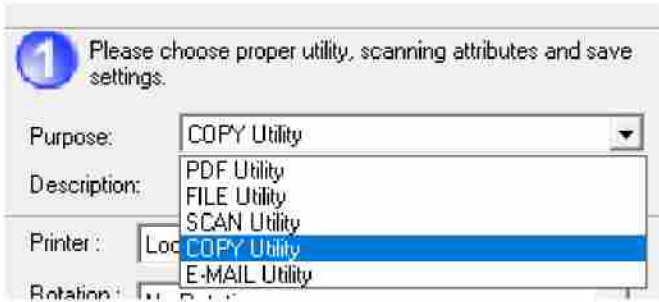 1 Please choose proper utility, scanning attributes and save
settings.
Purpose: COPY Utility
PDF Utility
Description:
FILE Utility
SCAN Utility
Printer :
COPY Utility
E-MAIL Utility
Rotation :